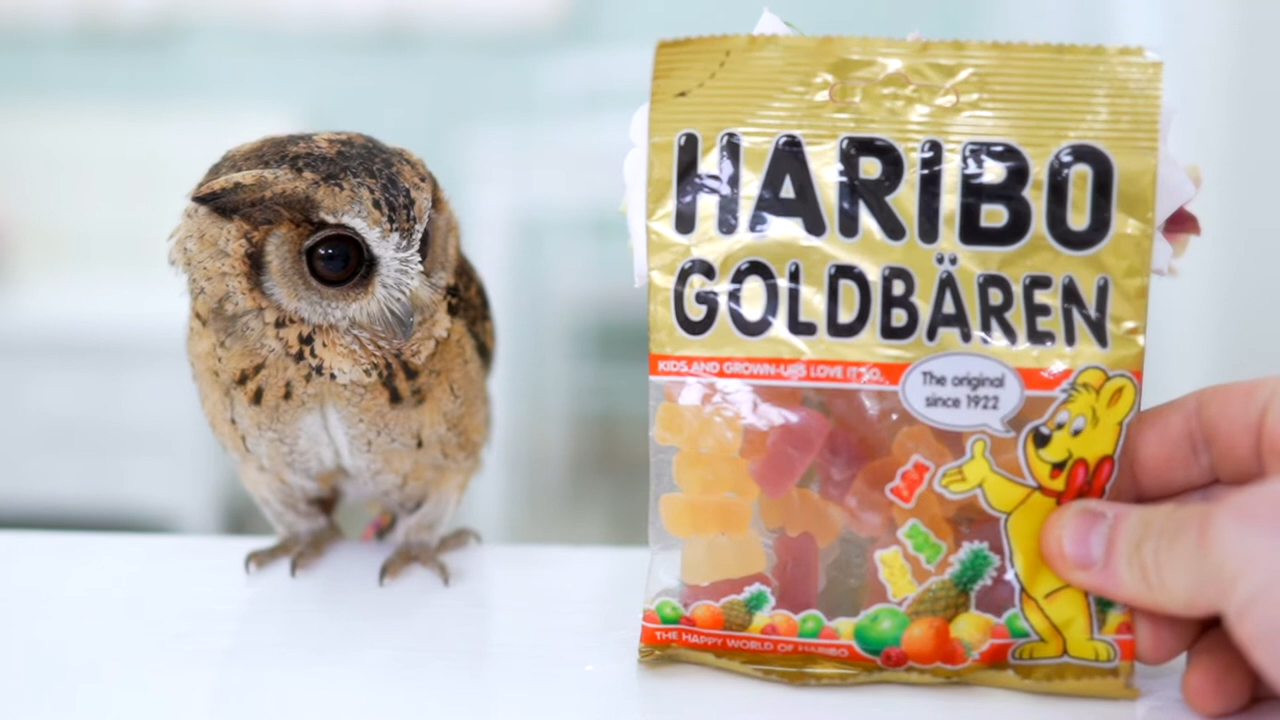 HARIBO
GOLDBÄREN
KIDS AND GROWN-UPS LOVE IT SO.
The original
since 1922
THE HAPPY WORLD OF HARIBO